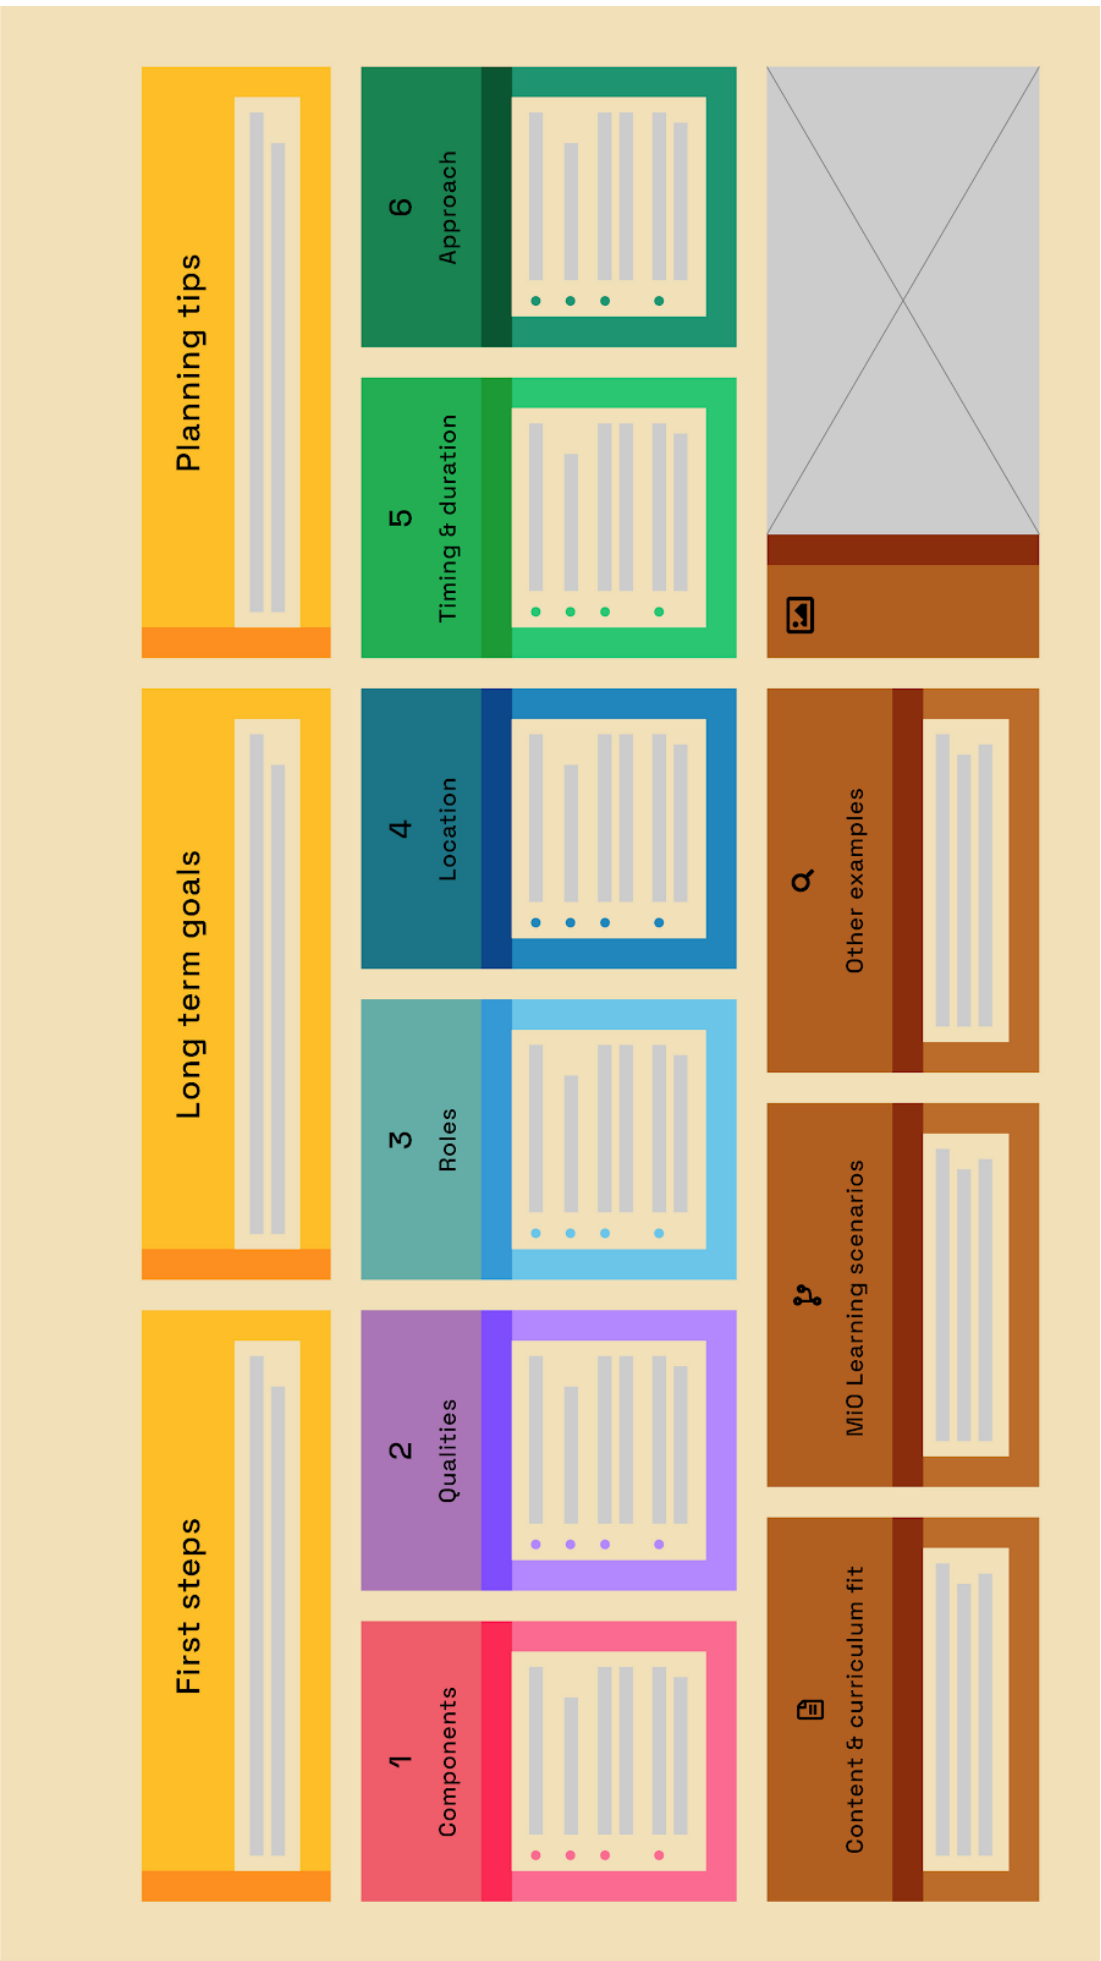 First steps
Long term goals
Planning tips
1
Components
2
Qualities
3
Roles
4
Location
5
Timing & duration
6
Approach
Content & curriculum fit
MiO Learning scenarios
Other examples